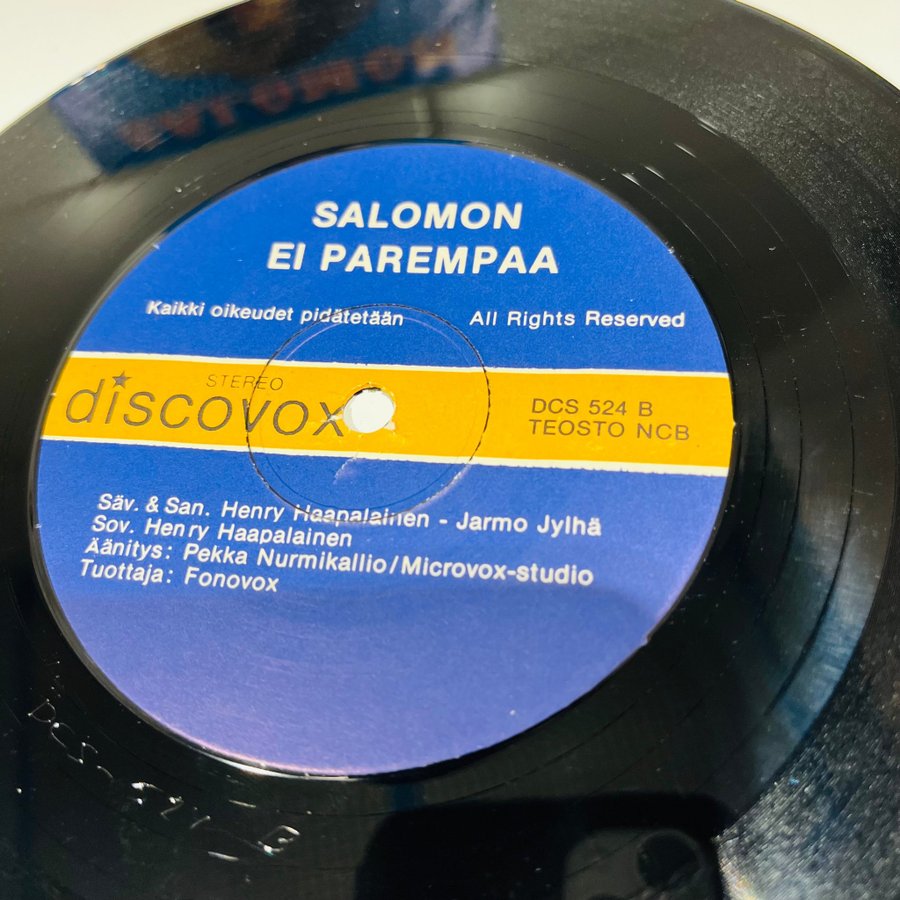 SALOMON
SALOMON
EI PAREMPAA
Kaikki oikeudet pidätetään All Rights Reserved
STEREO
discovox
DCS 524 B
TEOSTO NCB
Säv. & San. Henry Haapalainen - Jarmo Jylhä
Sov. Henry Haapalainen
Äänitys: Pekka Nurmikallio/Microvox-studio
Tuottaja: Fonovox